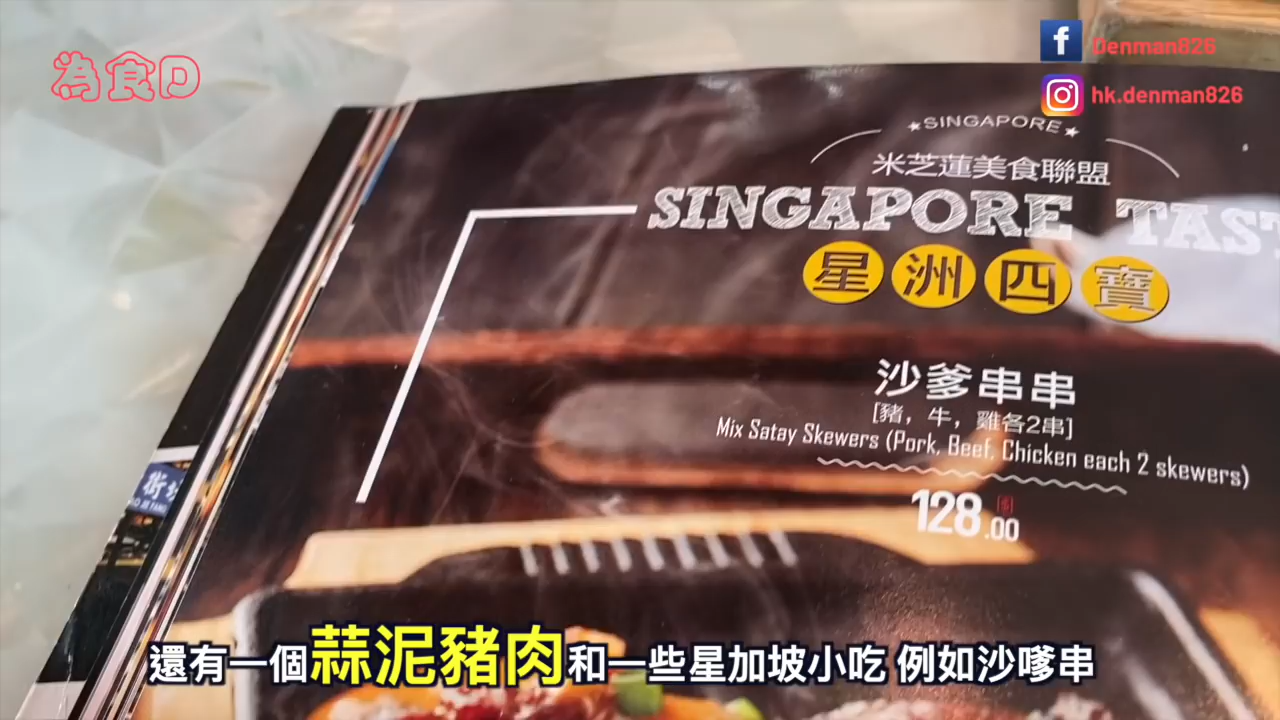 為食D
Denman826
hk.denman826
★SINGAPORE★
米芝蓮美食聯盟
SINGAPORE TAST
星洲四寶
沙爹串串
[豬，牛，雞各2串]
Mix Satay Skewers (Pork, Beef, Chicken each 2 skewers)
128.00
街坊
還有一個蒜泥豬肉和一些星加坡小吃 例如沙嗲串